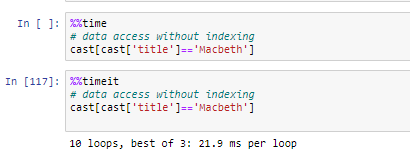 In [ ]: %%time
# data access without indexing
cast[cast['title']=='Macbeth']
In [117]: %%timeit
# data access without indexing
cast[cast['title']=='Macbeth']
10 loops, best of 3: 21.9 ms per loop